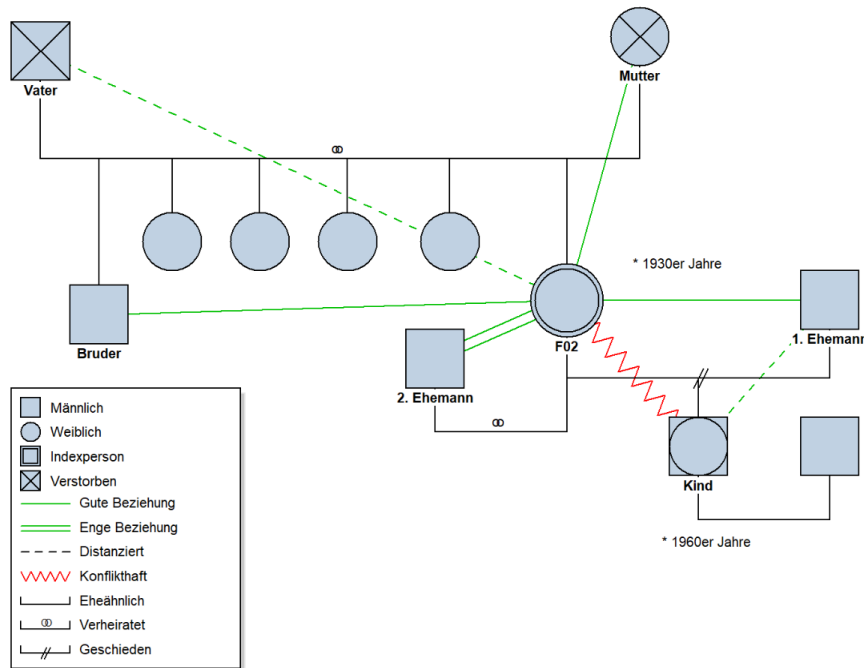 Vater
Mutter
* 1930er Jahre
Bruder
F02
1. Ehemann
2. Ehemann
Kind
* 1960er Jahre
Männlich
Weiblich
Indexperson
Verstorben
Gute Beziehung
Enge Beziehung
Distanziert
Konflikthaft
Eheähnlich
Verheiratet
Geschieden